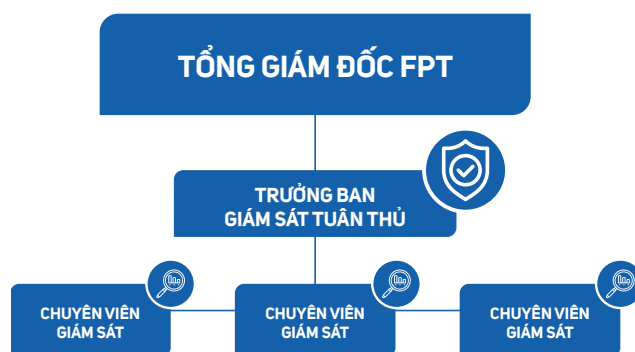 TỔNG GIÁM ĐỐC FPT
TRƯỞNG BAN
GIÁM SÁT TUÂN THỦ
CHUYÊN VIÊN
GIÁM SÁT
CHUYÊN VIÊN
GIÁM SÁT
CHUYÊN VIÊN
GIÁM SÁT